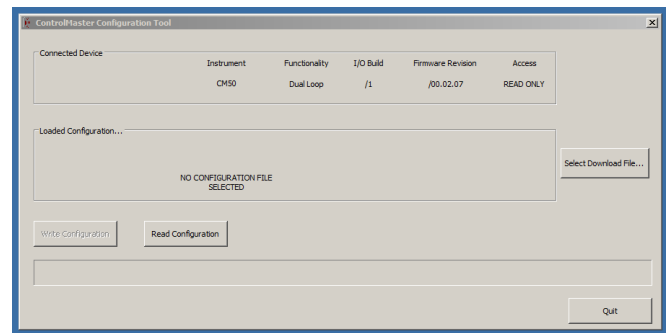 ControlMaster Configuration Tool
Connected Device
Instrument Functionality I/O Build Firmware Revision Access
CM50 Dual Loop /1 /00.02.07 READ ONLY
Loaded Configuration...
NO CONFIGURATION FILE
SELECTED
Select Download File...
Write Configuration Read Configuration
Quit